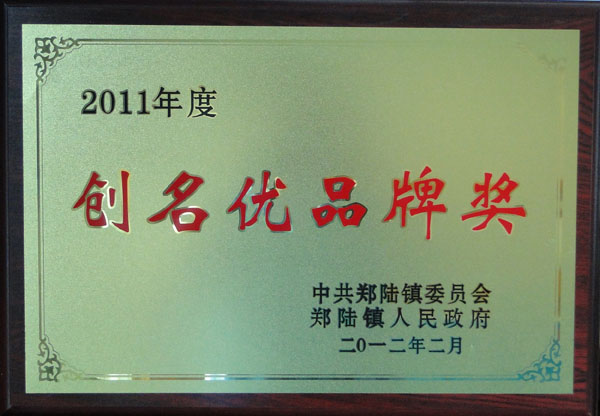 2011年度
创名优品牌奖
中共郑陆镇委员会
郑陆镇人民政府
二〇一二年二月